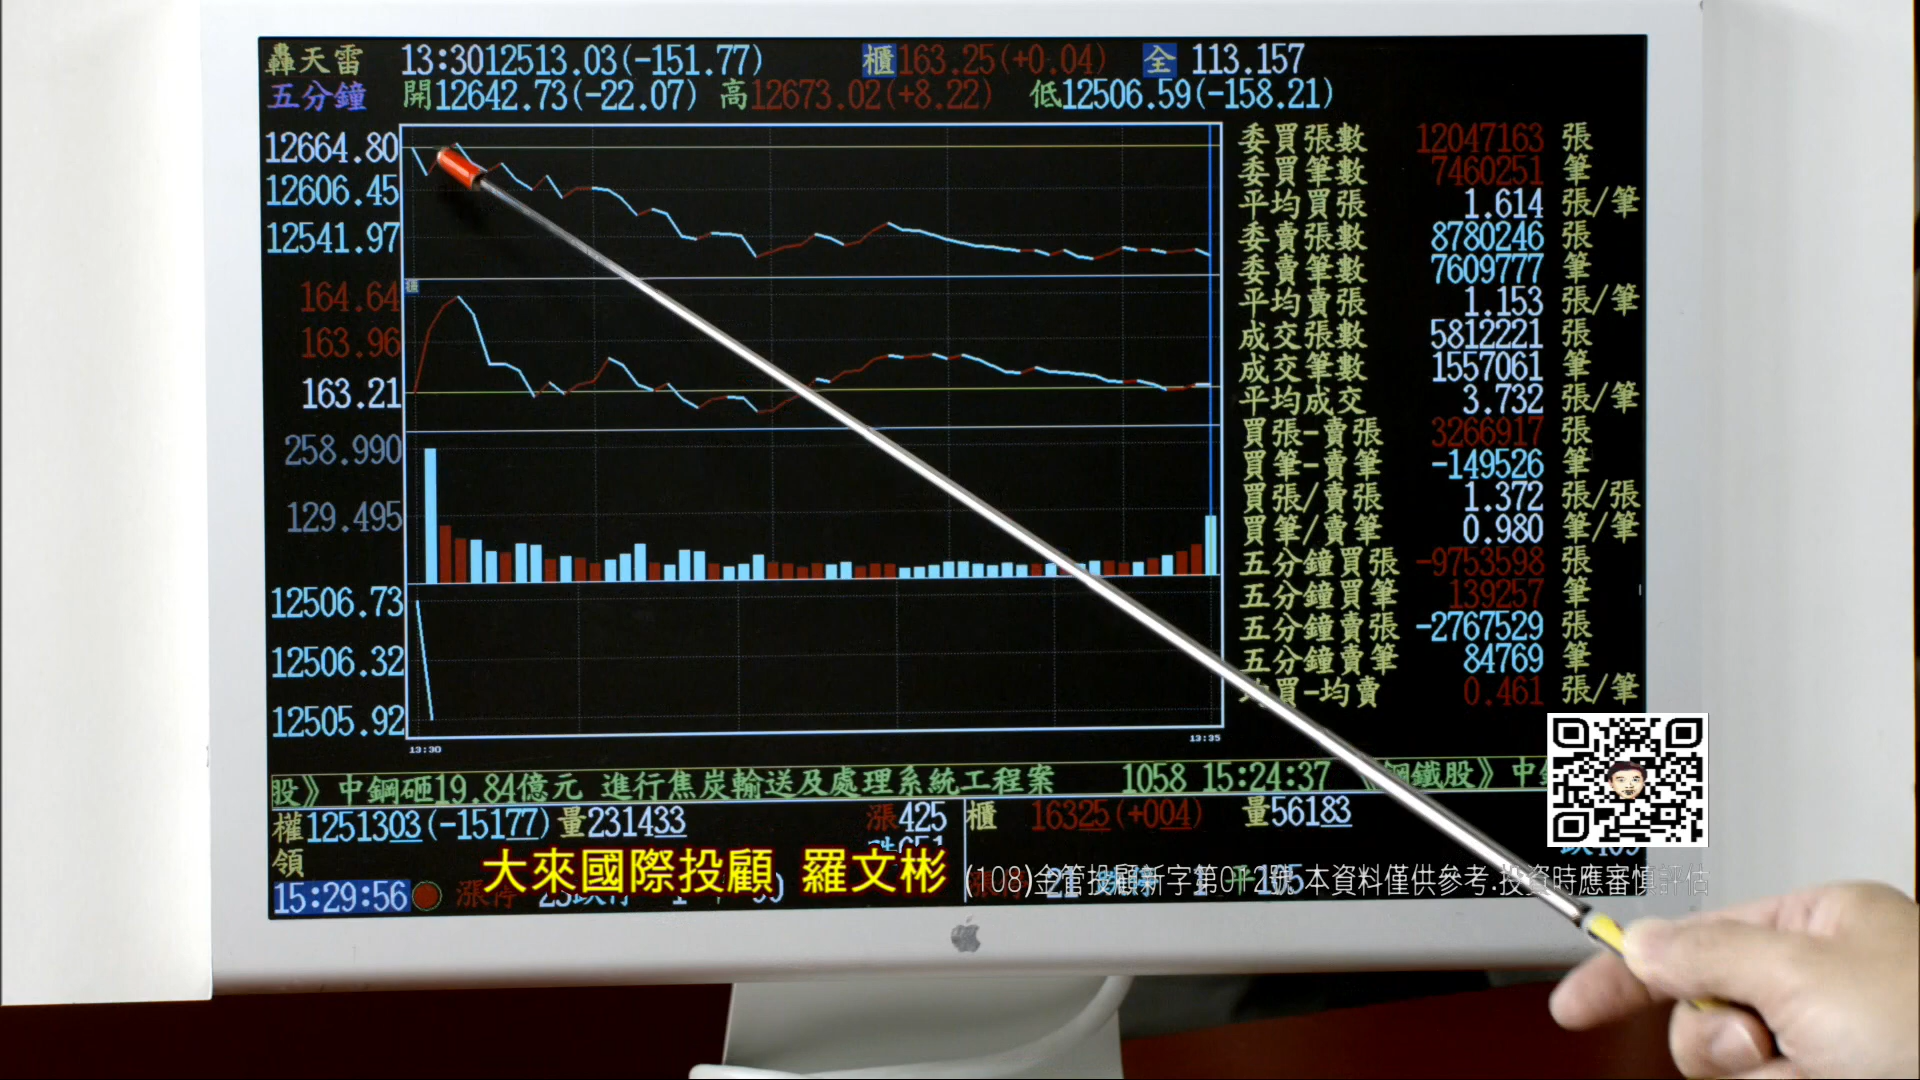 轟天雷 13:30 12513.03(-151.77) 櫃163.25(+0.04) 全 113.157
五分鐘 開12642.73(-22.07) 高12673.02(+8.22) 低12506.59(-158.21)
12664.80
12606.45
12541.97
櫃
164.64
163.96
163.21
258.990
129.495
12506.73
12506.32
12505.92
13:30 13:35
委買張數 12047163 張
委買筆數 7460251 筆
平均買張 1.614 張/筆
委賣張數 8780246 張
委賣筆數 7609777 筆
平均賣張 1.153 張/筆
成交張數 5812221 張
成交筆數 1557061 筆
平均成交 3.732 張/筆
買張-賣張 3266917 張
買筆-賣筆 -149526 筆
買張/賣張 1.372 張/張
買筆/賣筆 0.980 筆/筆
五分鐘買張 -9753598 張
五分鐘買筆 139257 筆
五分鐘賣張 -2767529 張
五分鐘賣筆 84769 筆
買-均賣 0.461 張/筆
股》中鋼砸19.84億元 進行焦炭輸送及處理系統工程案 1058 15:24:37 《鋼鐵股》中
權1251303(-15177)量231433 漲425 櫃 16325(+004) 量56183
領
大來國際投顧 羅文彬 (108)金管投顧新字第012號 本資料僅供參考.投資時應審慎評估
15:29:56 漲停